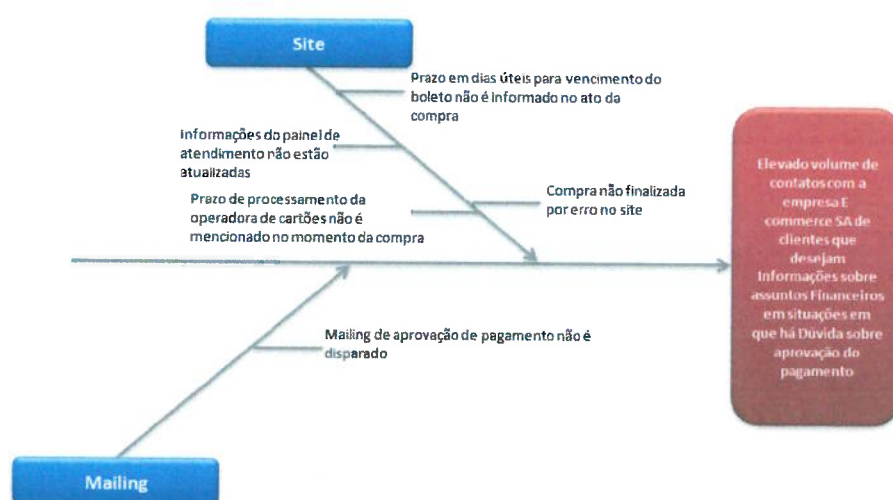 Site
Prazo em dias úteis para vencimento do
boleto não é informado no ato da
compra
Informações do painel de
atendimento não estão
atualizadas
Prazo de processamento da
operadora de cartões não é
mencionado no momento da compra
Compra não finalizada
por erro no site
Elevado volume de
contatos com a
empresa E
commerce SA de
clientes que
desejam
Informações sobre
assuntos Financeiros
em situações em
que há Dúvida sobre
aprovação do
pagamento
Mailing de aprovação de pagamento não é
disparado
Mailing